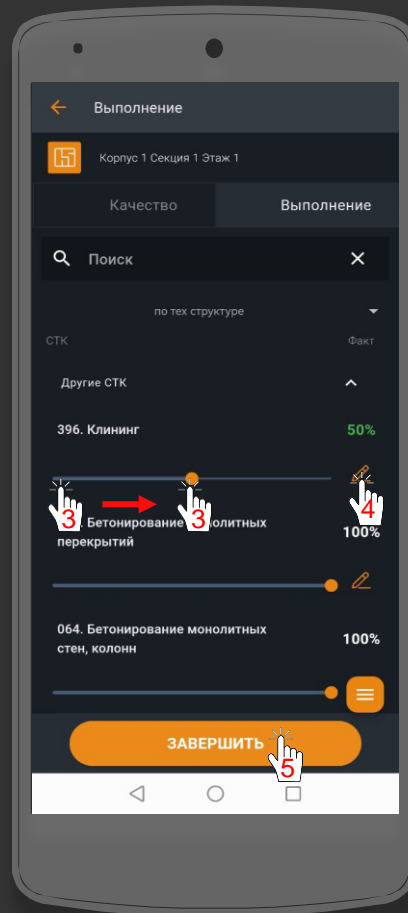 Выполнение
Корпус 1 Секция 1 Этаж 1
Качество
Выполнение
Поиск
по тех структуре
СТК
Факт
Другие СТК
396. Клининг
50%
3
3
4
. Бетонирование
литных
перекрытий
100%
064. Бетонирование монолитных
стен, колонн
100%
ЗАВЕРШИТЬ
5